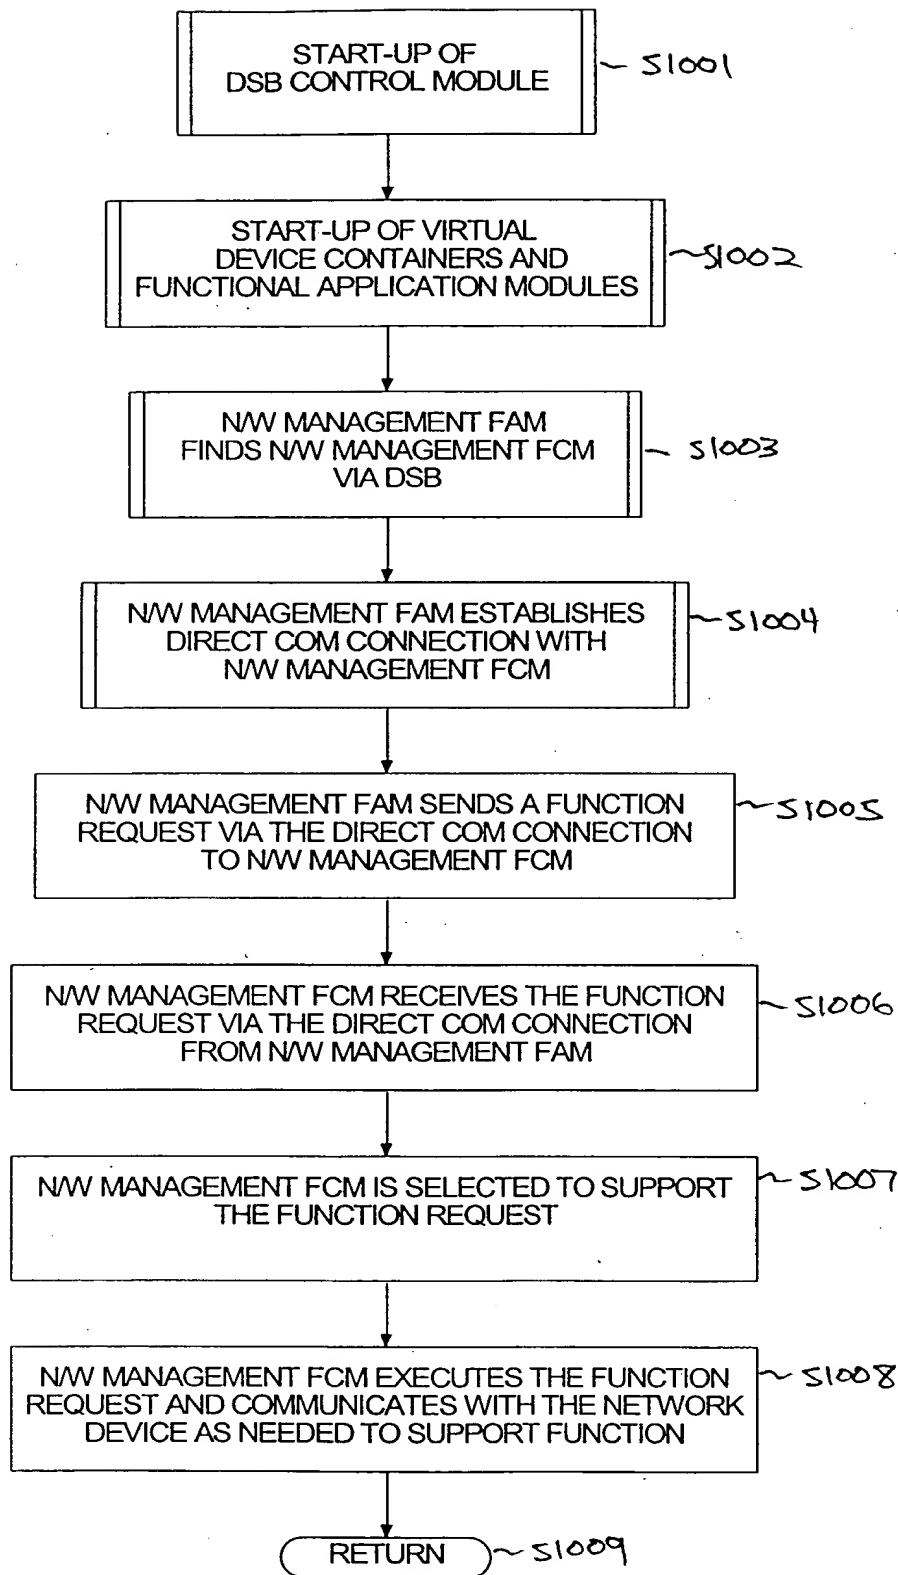 START-UP OF
DSB CONTROL MODULE
S1001
START-UP OF VIRTUAL
DEVICE CONTAINERS AND
FUNCTIONAL APPLICATION MODULES
S1002
N/W MANAGEMENT FAM
FINDS N/W MANAGEMENT FCM
VIA DSB
S1003
N/W MANAGEMENT FAM ESTABLISHES
DIRECT COM CONNECTION WITH
N/W MANAGEMENT FCM
S1004
N/W MANAGEMENT FAM SENDS A FUNCTION
REQUEST VIA THE DIRECT COM CONNECTION
TO N/W MANAGEMENT FCM
S1005
N/W MANAGEMENT FCM RECEIVES THE FUNCTION
REQUEST VIA THE DIRECT COM CONNECTION
FROM N/W MANAGEMENT FAM
S1006
N/W MANAGEMENT FCM IS SELECTED TO SUPPORT
THE FUNCTION REQUEST
S1007
N/W MANAGEMENT FCM EXECUTES THE FUNCTION
REQUEST AND COMMUNICATES WITH THE NETWORK
DEVICE AS NEEDED TO SUPPORT FUNCTION
S1008
RETURN
S1009